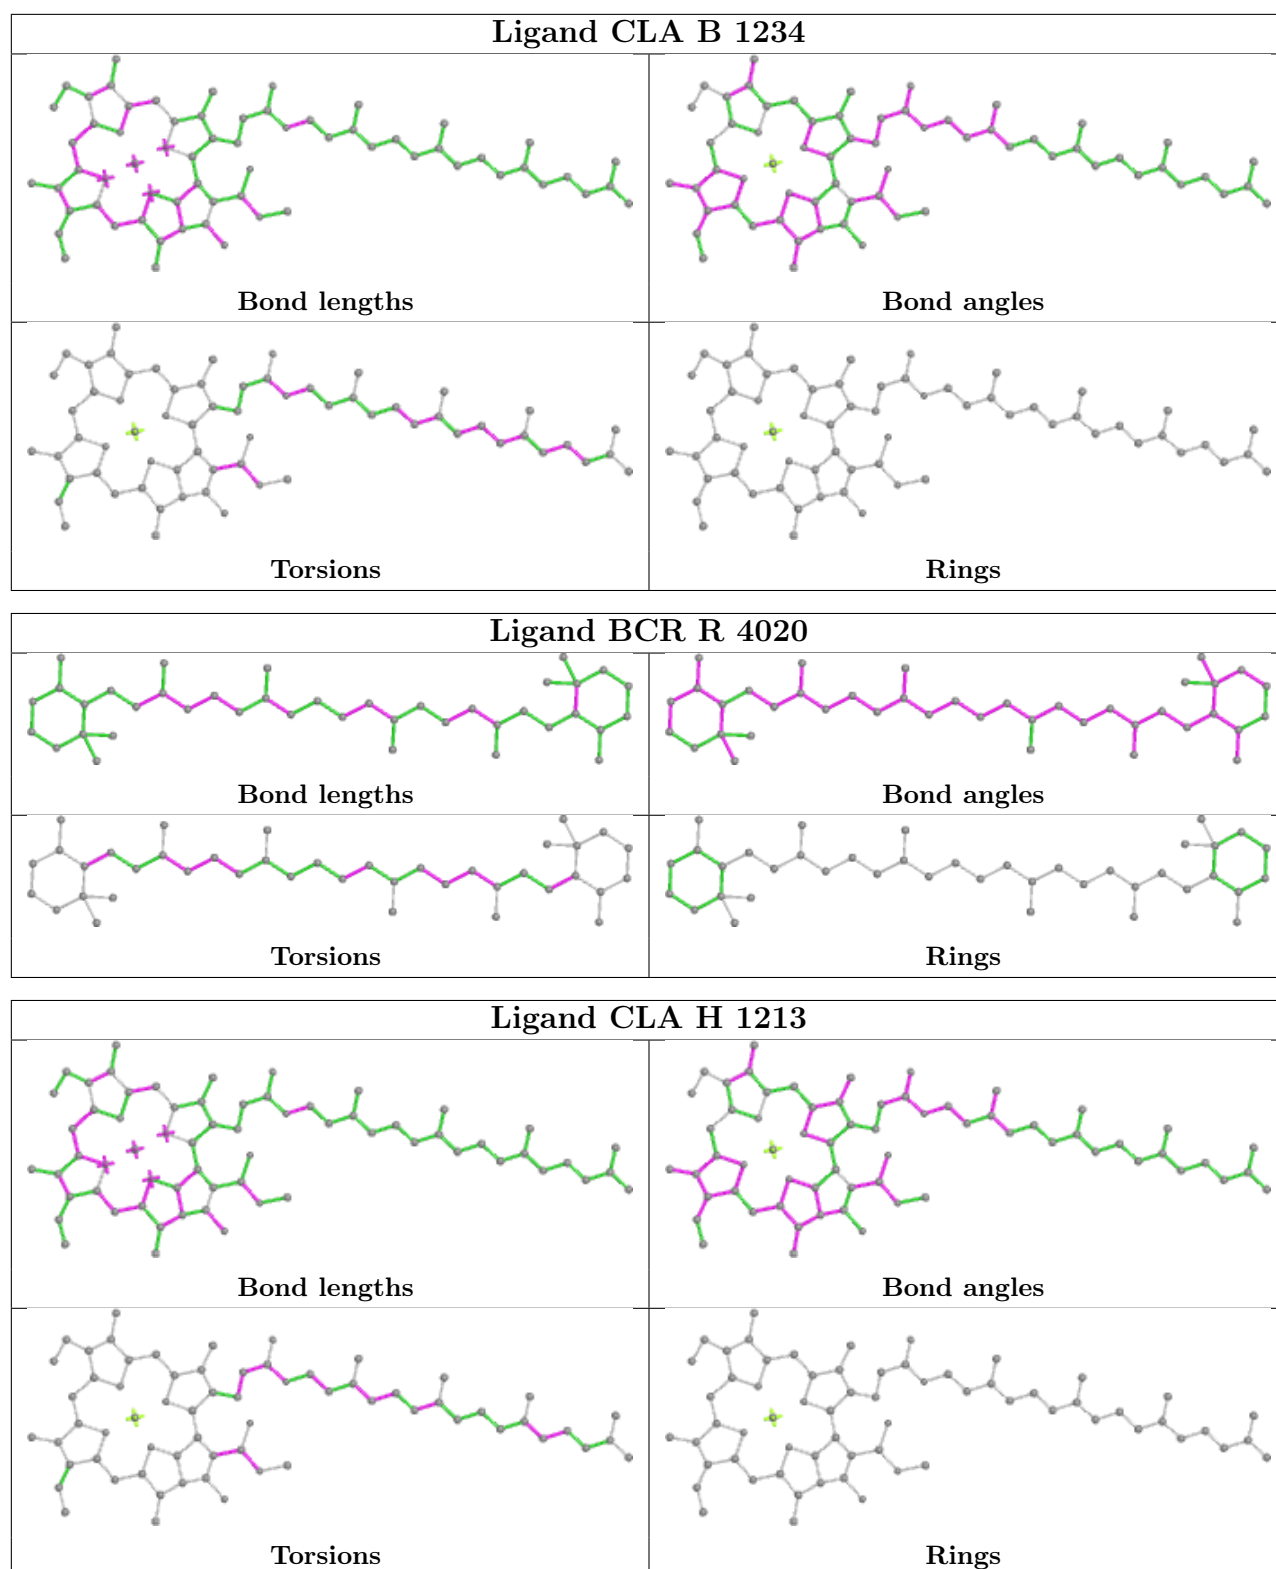 Ligand CLA B 1234
Bond lengths
Bond angles
Torsions
Rings
Ligand BCR R 4020
Bond lengths
Bond angles
Torsions
Rings
Ligand CLA H 1213
Bond lengths
Bond angles
Torsions
Rings